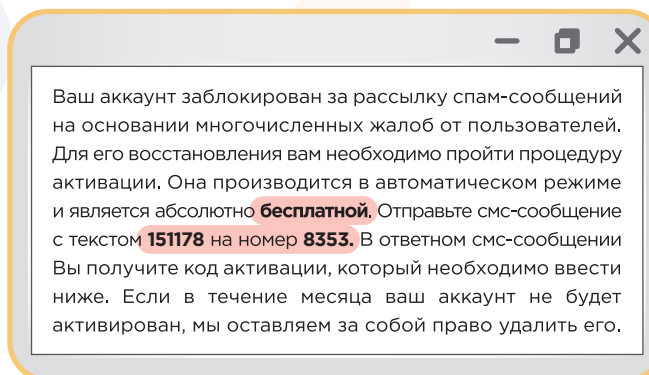 Ваш аккаунт заблокирован за рассылку спам-сообщений
на основании многочисленных жалоб от пользователей.
Для его восстановления вам необходимо пройти процедуру
активации. Она производится в автоматическом режиме
и является абсолютно бесплатной. Отправьте смс-сообщение
с текстом 151178 на номер 8353. В ответном смс-сообщении
Вы получите код активации, который необходимо ввести
ниже. Если в течение месяца ваш аккаунт не будет
активирован, мы оставляем за собой право удалить его.